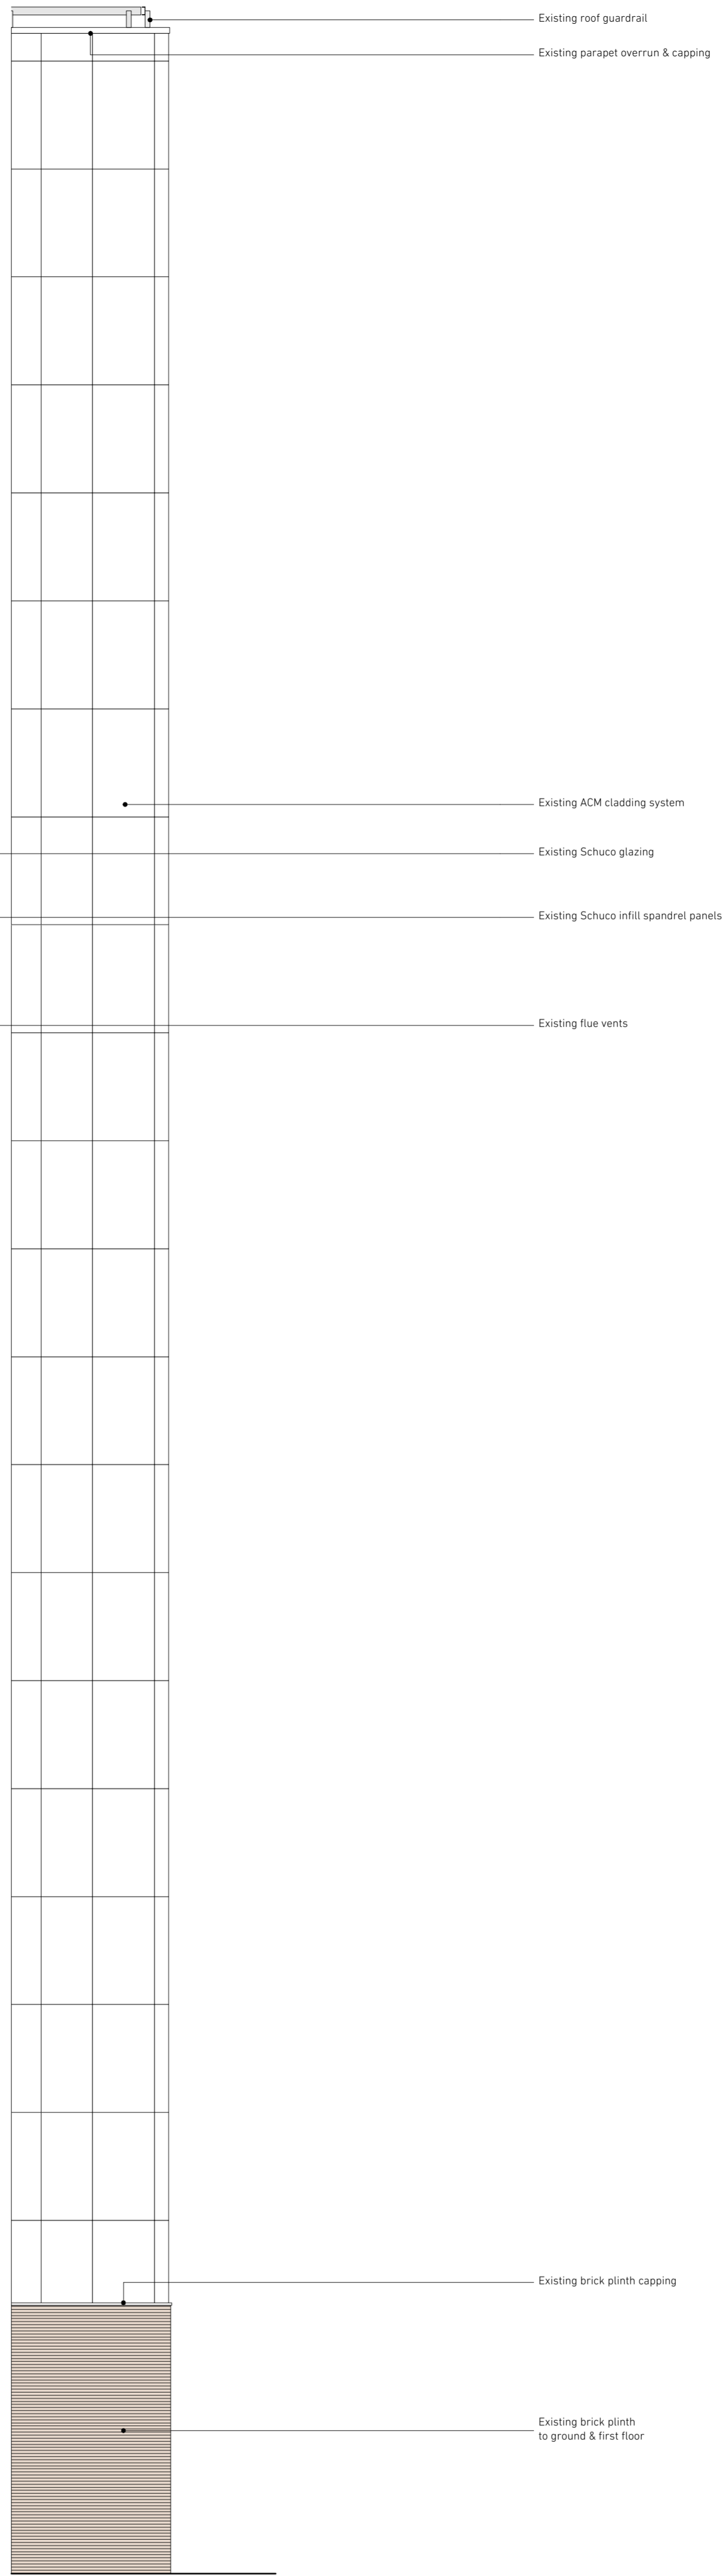 Existing roof guardrail
Existing parapet overrun & capping
Existing ACM cladding system
Existing Schuco glazing
Existing Schuco infill spandrel panels
Existing flue vents
Existing brick plinth capping
Existing brick plinth
to ground & first floor